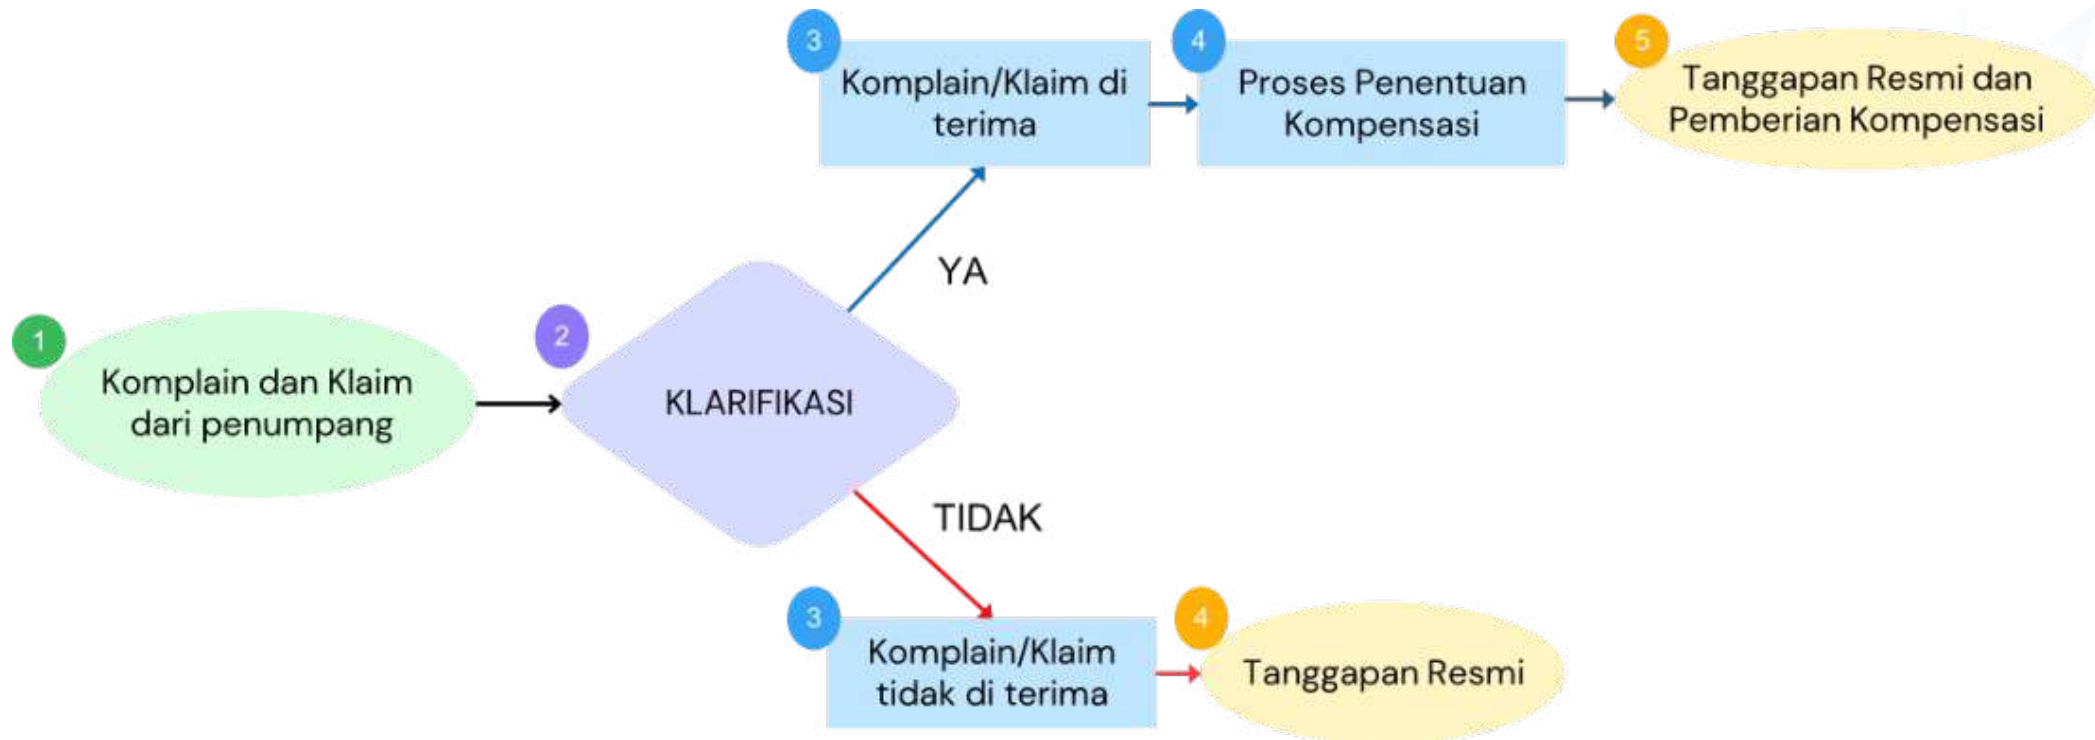 1
Komplain dan Klaim
dari penumpang
2
KLARIFIKASI
YA
3
Komplain/Klaim di
terima
4
Proses Penentuan
Kompensasi
5
Tanggapan Resmi dan
Pemberian Kompensasi
TIDAK
3
Komplain/Klaim
tidak di terima
4
Tanggapan Resmi